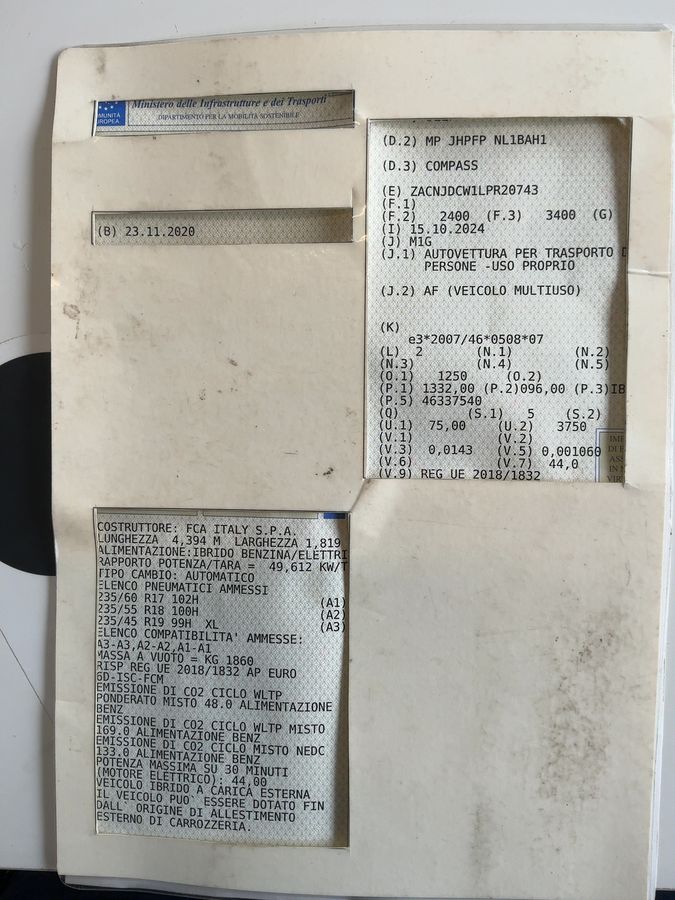 Ministero delle Infrastrutture e dei Trasporti
DIPARTIMENTO PER LA MOBILITÀ SOSTENIBILE
MUNITÀ
ROPEA
(B) 23.11.2020
(D.2) MP JHPFP NL1BAH1
(D.3) COMPASS
(E) ZACNJDCW1LPR20743
(F.1)
(F.2) 2400 (F.3) 3400 (G)
(I) 15.10.2024
(J) M1G
(J.1) AUTOVETTURA PER TRASPORTO D
PERSONE -USO PROPRIO
(J.2) AF (VEICOLO MULTIUSO)
(K)
e3*2007/46*0508*07
(L) 2 (N.1) (N.2)
(N.3) (N.4) (N.5)
(O.1) 1250 (O.2)
(P.1) 1332,00 (P.2)096,00 (P.3)IB
(P.5) 46337540
(Q) (S.1) 5 (S.2)
(U.1) 75,00 (U.2) 3750
(V.1) (V.2)
(V.3) 0,0143 (V.5) 0,001060
(V.6) (V.7) 44,0
(V.9) REG UE 2018/1832
IME
DI B
ASS
IN M
VIR
COSTRUTTORE: FCA ITALY S.P.A.
LUNGHEZZA 4,394 M LARGHEZZA 1,819
ALIMENTAZIONE:IBRIDO BENZINA/ELETTRI
RAPPORTO POTENZA/TARA = 49,612 KW/T
TIPO CAMBIO: AUTOMATICO
ELENCO PNEUMATICI AMMESSI
235/60 R17 102H (A1)
235/55 R18 100H (A2)
235/45 R19 99H XL (A3)
ELENCO COMPATIBILITA' AMMESSE:
A3-A3,A2-A2,A1-A1
MASSA A VUOTO = KG 1860
RISP REG UE 2018/1832 AP EURO
6D-ISC-FCM
EMISSIONE DI CO2 CICLO WLTP
PONDERATO MISTO 48.0 ALIMENTAZIONE
BENZ
EMISSIONE DI CO2 CICLO WLTP MISTO
169.0 ALIMENTAZIONE BENZ
EMISSIONE DI CO2 CICLO MISTO NEDC
133.0 ALIMENTAZIONE BENZ
POTENZA MASSIMA SU 30 MINUTI
(MOTORE ELETTRICO): 44,00
VEICOLO IBRIDO A CARICA ESTERNA
IL VEICOLO PUO` ESSERE DOTATO FIN
DALL` ORIGINE DI ALLESTIMENTO
ESTERNO DI CARROZZERIA.